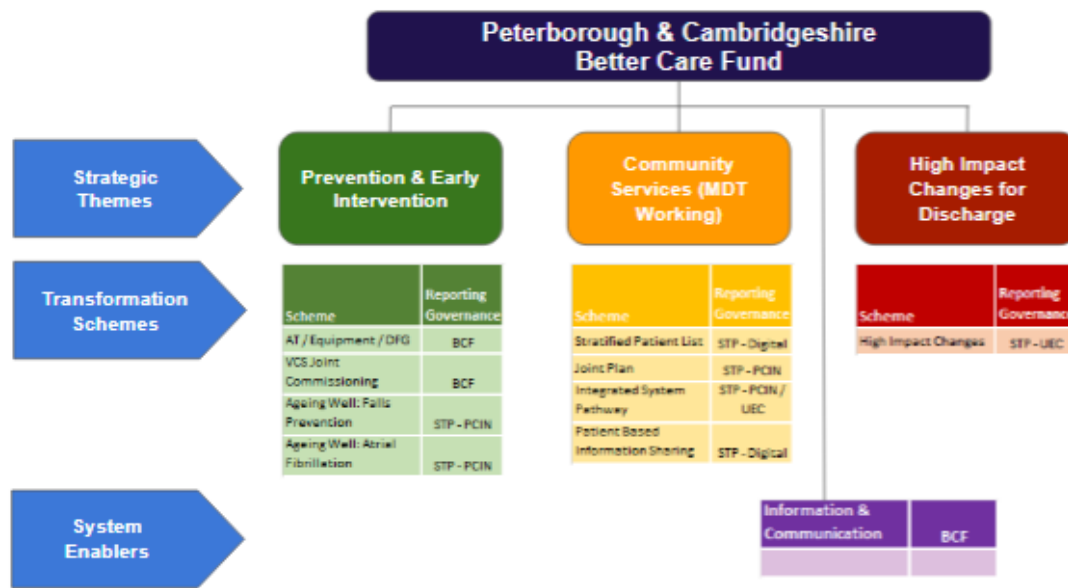 Peterborough & Cambridgeshire
Better Care Fund
Strategic
Themes
Prevention & Early
Intervention
Community
Services (MDT
Working)
High Impact
Changes for
Discharge
Transformation
Schemes
Scheme
Reporting
Governance
AT / Equipment / DFG
BCF
VCS Joint
Commissioning
BCF
Ageing Well: Falls
Prevention
STP - PCIN
Ageing Well: Atrial
Fibrillation
STP - PCIN
Scheme
Reporting
Governance
Stratified Patient List
STP - Digital
Joint Plan
STP - PCIN
Integrated System
Pathway
STP - PCIN /
UEC
Patient Based
Information Sharing
STP - Digital
Scheme
Reporting
Governance
High Impact Changes
STP - UEC
System
Enablers
Information &
Communication
BCF